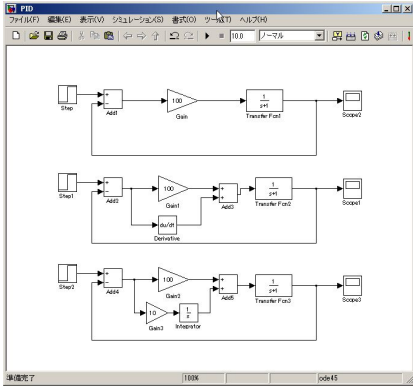 PID
ファイル(F) 編集(E) 表示(V) シミュレーション(S) 書式(O) ツール(T) ヘルプ(H)
10.0 ノーマル
Step
Add1
100
Gain
1
s+1
Transfer Fcn1
Scope2
Step1
Add2
100
Gain1
du/dt
Derivative
Add3
1
s+1
Transfer Fcn2
Scope1
Step2
Add4
100
Gain2
10
Gain3
1
s
Integrator
Add5
1
s+1
Transfer Fcn3
Scope3
準備完了 100% ode45